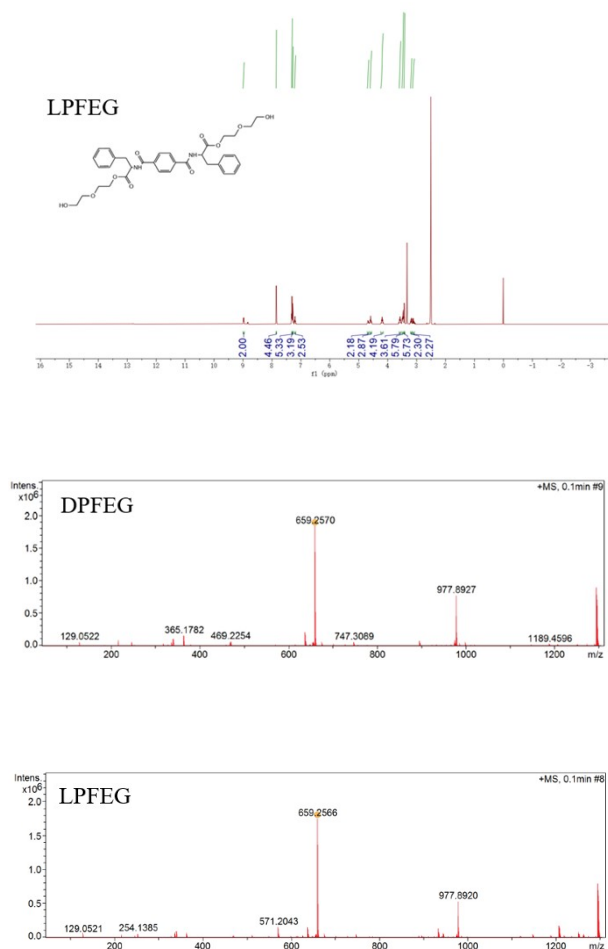 LPFEG
OH
O
O
O
O
NH
O
O
NH
O
O
O
HO
2.00
4.46
5.33
3.19
2.53
2.18
2.87
4.19
3.61
5.79
5.73
2.30
2.27
16 15 14 13 12 11 10 9 8 7 6 5 4 3 2 1 0 -1 -2 -3
f1 (ppm)
Intens.
x10⁶
+MS, 0.1min #9
DPFEG
2.0
1.5
1.0
0.5
0.0
659.2570
977.8927
129.0522
365.1782
469.2254
747.3089
1189.4596
200 400 600 800 1000 1200 m/z
Intens.
x10⁶
+MS, 0.1min #8
LPFEG
2.0
1.5
1.0
0.5
0.0
659.2566
977.8920
129.0521
254.1385
571.2043
200 400 600 800 1000 1200 m/z